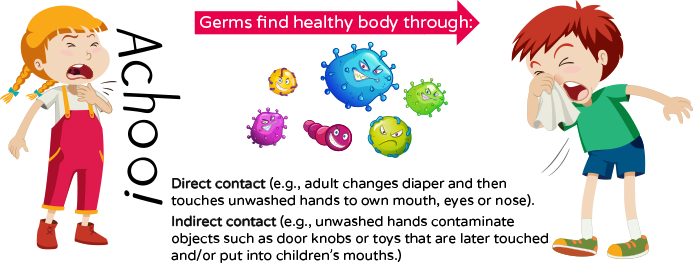 Achoo!
Germs find healthy body through:
Direct contact (e.g., adult changes diaper and then
touches unwashed hands to own mouth, eyes or nose).
Indirect contact (e.g., unwashed hands contaminate
objects such as door knobs or toys that are later touched
and/or put into children’s mouths.)